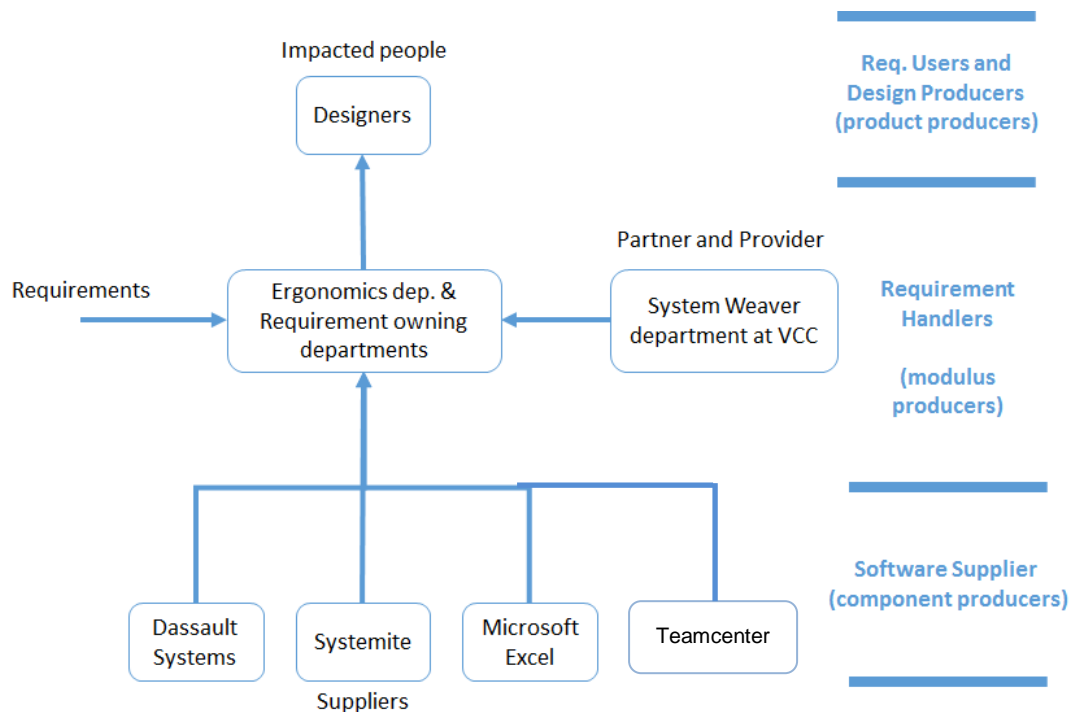 Impacted people
Designers
Req. Users and
Design Producers
(product producers)
Partner and Provider
Requirements
Ergonomics dep. &
Requirement owning
departments
System Weaver
department at VCC
Requirement
Handlers
(modulus
producers)
Software Supplier
(component producers)
Dassault
Systems
Systemite
Microsoft
Excel
Teamcenter
Suppliers